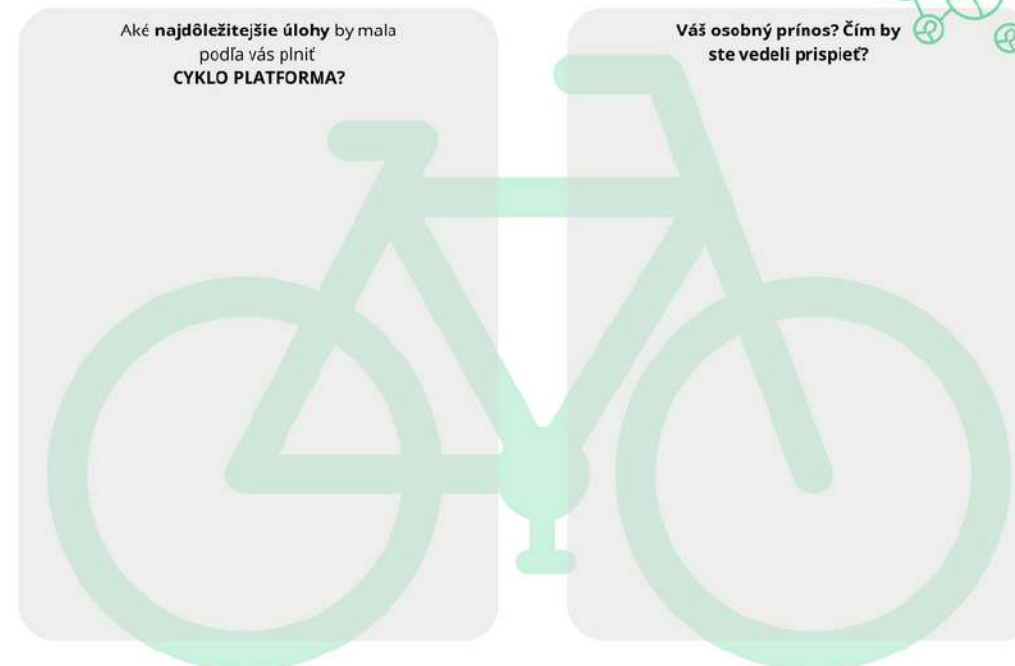 Aké najdôležitejšie úlohy by mala
podľa vás plniť
CYKLO PLATFORMA?
Váš osobný prínos? Čím by
ste vedeli prispieť?